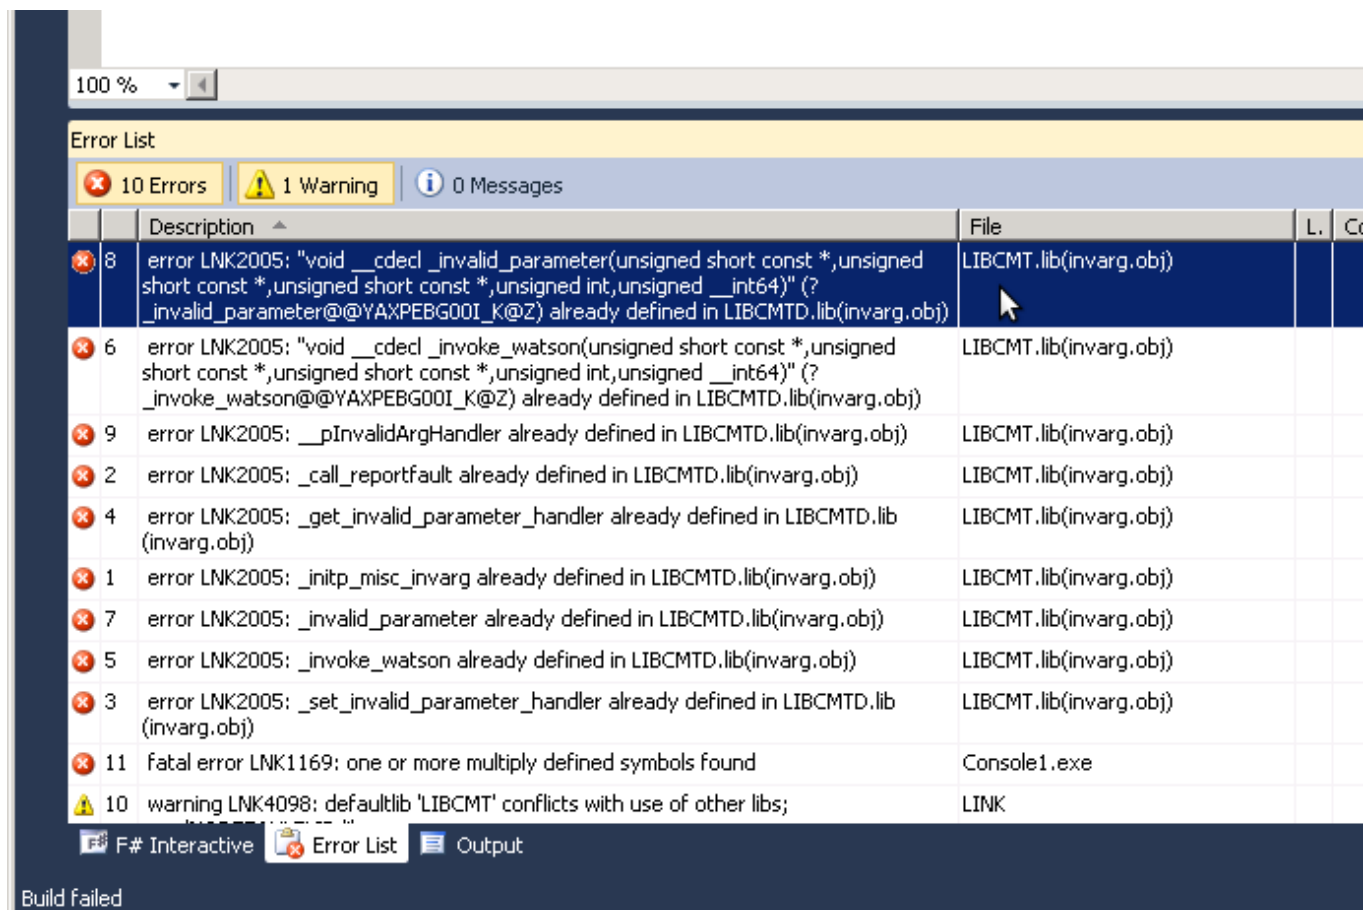 100 %
Error List
10 Errors 1 Warning 0 Messages
Description File L. Co
8 error LNK2005: "void __cdecl _invalid_parameter(unsigned short const *,unsigned LIBCMT.lib(invarg.obj)
short const *,unsigned short const *,unsigned int,unsigned __int64)" (?
_invalid_parameter@@YAXPEBG00I_K@Z) already defined in LIBCMTD.lib(invarg.obj)
6 error LNK2005: "void __cdecl _invoke_watson(unsigned short const *,unsigned LIBCMT.lib(invarg.obj)
short const *,unsigned short const *,unsigned int,unsigned __int64)" (?
_invoke_watson@@YAXPEBG00I_K@Z) already defined in LIBCMTD.lib(invarg.obj)
9 error LNK2005: __pInvalidArgHandler already defined in LIBCMTD.lib(invarg.obj) LIBCMT.lib(invarg.obj)
2 error LNK2005: _call_reportfault already defined in LIBCMTD.lib(invarg.obj) LIBCMT.lib(invarg.obj)
4 error LNK2005: _get_invalid_parameter_handler already defined in LIBCMTD.lib LIBCMT.lib(invarg.obj)
(invarg.obj)
1 error LNK2005: _initp_misc_invarg already defined in LIBCMTD.lib(invarg.obj) LIBCMT.lib(invarg.obj)
7 error LNK2005: _invalid_parameter already defined in LIBCMTD.lib(invarg.obj) LIBCMT.lib(invarg.obj)
5 error LNK2005: _invoke_watson already defined in LIBCMTD.lib(invarg.obj) LIBCMT.lib(invarg.obj)
3 error LNK2005: _set_invalid_parameter_handler already defined in LIBCMTD.lib LIBCMT.lib(invarg.obj)
(invarg.obj)
11 fatal error LNK1169: one or more multiply defined symbols found Console1.exe
10 warning LNK4098: defaultlib 'LIBCMT' conflicts with use of other libs; LINK
F# Interactive Error List Output
Build failed